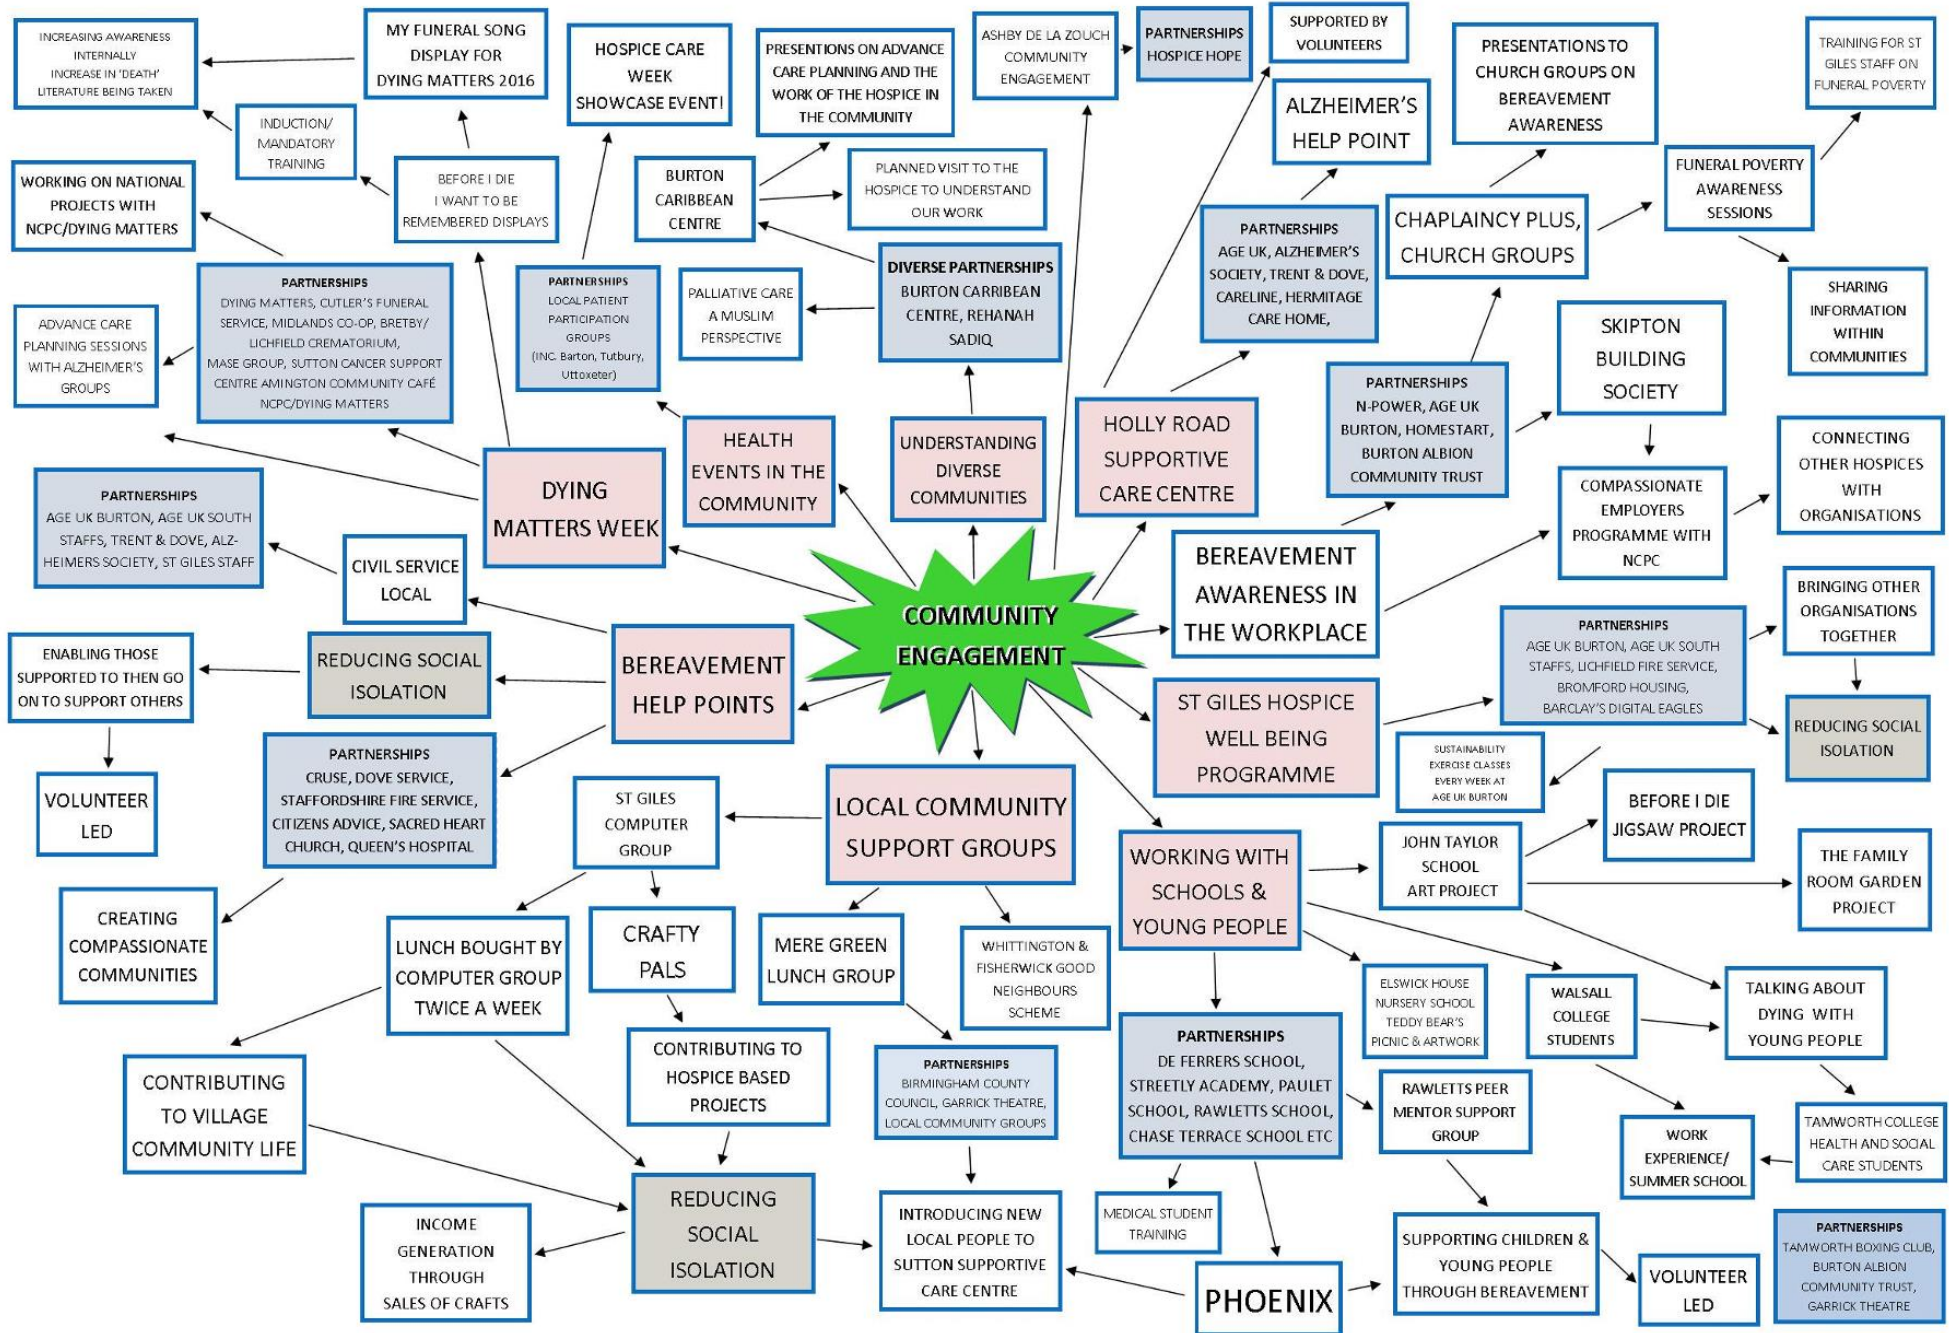 INCREASING AWARENESS
INTERNALLY
INCREASE IN 'DEATH'
LITERATURE BEING TAKEN
MY FUNERAL SONG
DISPLAY FOR
DYING MATTERS 2016
HOSPICE CARE
WEEK
SHOWCASE EVENT!
PRESENTIONS ON ADVANCE
CARE PLANNING AND THE
WORK OF THE HOSPICE IN
THE COMMUNITY
ASHBY DE LA ZOUCH
COMMUNITY
ENGAGEMENT
PARTNERSHIPS
HOSPICE HOPE
SUPPORTED BY
VOLUNTEERS
PRESENTATIONS TO
CHURCH GROUPS ON
BEREAVEMENT
AWARENESS
TRAINING FOR ST
GILES STAFF ON
FUNERAL POVERTY
INDUCTION/
MANDATORY
TRAINING
ALZHEIMER'S
HELP POINT
WORKING ON NATIONAL
PROJECTS WITH
NCPC/DYING MATTERS
BEFORE I DIE
I WANT TO BE
REMEMBERED DISPLAYS
BURTON
CARIBBEAN
CENTRE
PLANNED VISIT TO THE
HOSPICE TO UNDERSTAND
OUR WORK
FUNERAL POVERTY
AWARENESS
SESSIONS
CHAPLAINCY PLUS,
CHURCH GROUPS
PARTNERSHIPS
AGE UK, ALZHEIMER'S
SOCIETY, TRENT & DOVE,
CARELINE, HERMITAGE
CARE HOME,
PARTNERSHIPS
DYING MATTERS, CUTLER'S FUNERAL
SERVICE, MIDLANDS CO-OP, BRETBY/
LICHFIELD CREMATORIUM,
MASE GROUP, SUTTON CANCER SUPPORT
CENTRE AMINGTON COMMUNITY CAFÉ
NCPC/DYING MATTERS
PARTNERSHIPS
LOCAL PATIENT
PARTICIPATION
GROUPS
(INC. Barton, Tutbury,
Uttoxeter)
PALLIATIVE CARE
A MUSLIM
PERSPECTIVE
DIVERSE PARTNERSHIPS
BURTON CARRIBEAN
CENTRE, REHANAH
SADIQ
SHARING
INFORMATION
WITHIN
COMMUNITIES
ADVANCE CARE
PLANNING SESSIONS
WITH ALZHEIMER'S
GROUPS
SKIPTON
BUILDING
SOCIETY
PARTNERSHIPS
N-POWER, AGE UK
BURTON, HOMESTART,
BURTON ALBION
COMMUNITY TRUST
HEALTH
EVENTS IN THE
COMMUNITY
UNDERSTANDING
DIVERSE
COMMUNITIES
HOLLY ROAD
SUPPORTIVE
CARE CENTRE
CONNECTING
OTHER HOSPICES
WITH
ORGANISATIONS
DYING
MATTERS WEEK
COMPASSIONATE
EMPLOYERS
PROGRAMME WITH
NCPC
PARTNERSHIPS
AGE UK BURTON, AGE UK SOUTH
STAFFS, TRENT & DOVE, ALZ-
HEIMERS SOCIETY, ST GILES STAFF
CIVIL SERVICE
LOCAL
BEREAVEMENT
AWARENESS IN
THE WORKPLACE
BRINGING OTHER
ORGANISATIONS
TOGETHER
COMMUNITY
ENGAGEMENT
PARTNERSHIPS
AGE UK BURTON, AGE UK SOUTH
STAFFS, LICHFIELD FIRE SERVICE,
BROMFORD HOUSING,
BARCLAY'S DIGITAL EAGLES
ENABLING THOSE
SUPPORTED TO THEN GO
ON TO SUPPORT OTHERS
REDUCING SOCIAL
ISOLATION
BEREAVEMENT
HELP POINTS
ST GILES HOSPICE
WELL BEING
PROGRAMME
REDUCING SOCIAL
ISOLATION
SUSTAINABILITY
EXERCISE CLASSES
EVERY WEEK AT
AGE UK BURTON
PARTNERSHIPS
CRUSE, DOVE SERVICE,
STAFFORDSHIRE FIRE SERVICE,
CITIZENS ADVICE, SACRED HEART
CHURCH, QUEEN'S HOSPITAL
VOLUNTEER
LED
ST GILES
COMPUTER
GROUP
LOCAL COMMUNITY
SUPPORT GROUPS
BEFORE I DIE
JIGSAW PROJECT
WORKING WITH
SCHOOLS &
YOUNG PEOPLE
JOHN TAYLOR
SCHOOL
ART PROJECT
THE FAMILY
ROOM GARDEN
PROJECT
CREATING
COMPASSIONATE
COMMUNITIES
LUNCH BOUGHT BY
COMPUTER GROUP
TWICE A WEEK
CRAFTY
PALS
MERE GREEN
LUNCH GROUP
WHITTINGTON &
FISHERWICK GOOD
NEIGHBOURS
SCHEME
ELSWICK HOUSE
NURSERY SCHOOL
TEDDY BEAR'S
PICNIC & ARTWORK
WALSALL
COLLEGE
STUDENTS
TALKING ABOUT
DYING WITH
YOUNG PEOPLE
CONTRIBUTING
TO VILLAGE
COMMUNITY LIFE
CONTRIBUTING TO
HOSPICE BASED
PROJECTS
PARTNERSHIPS
BIRMINGHAM COUNTY
COUNCIL, GARRICK THEATRE,
LOCAL COMMUNITY GROUPS
PARTNERSHIPS
DE FERRERS SCHOOL,
STREETLY ACADEMY, PAULET
SCHOOL, RAWLETTS SCHOOL,
CHASE TERRACE SCHOOL ETC
RAWLETTS PEER
MENTOR SUPPORT
GROUP
WORK
EXPERIENCE/
SUMMER SCHOOL
TAMWORTH COLLEGE
HEALTH AND SOCIAL
CARE STUDENTS
INCOME
GENERATION
THROUGH
SALES OF CRAFTS
REDUCING
SOCIAL
ISOLATION
INTRODUCING NEW
LOCAL PEOPLE TO
SUTTON SUPPORTIVE
CARE CENTRE
MEDICAL STUDENT
TRAINING
PHOENIX
SUPPORTING CHILDREN &
YOUNG PEOPLE
THROUGH BEREAVEMENT
VOLUNTEER
LED
PARTNERSHIPS
TAMWORTH BOXING CLUB,
BURTON ALBION
COMMUNITY TRUST,
GARRICK THEATRE